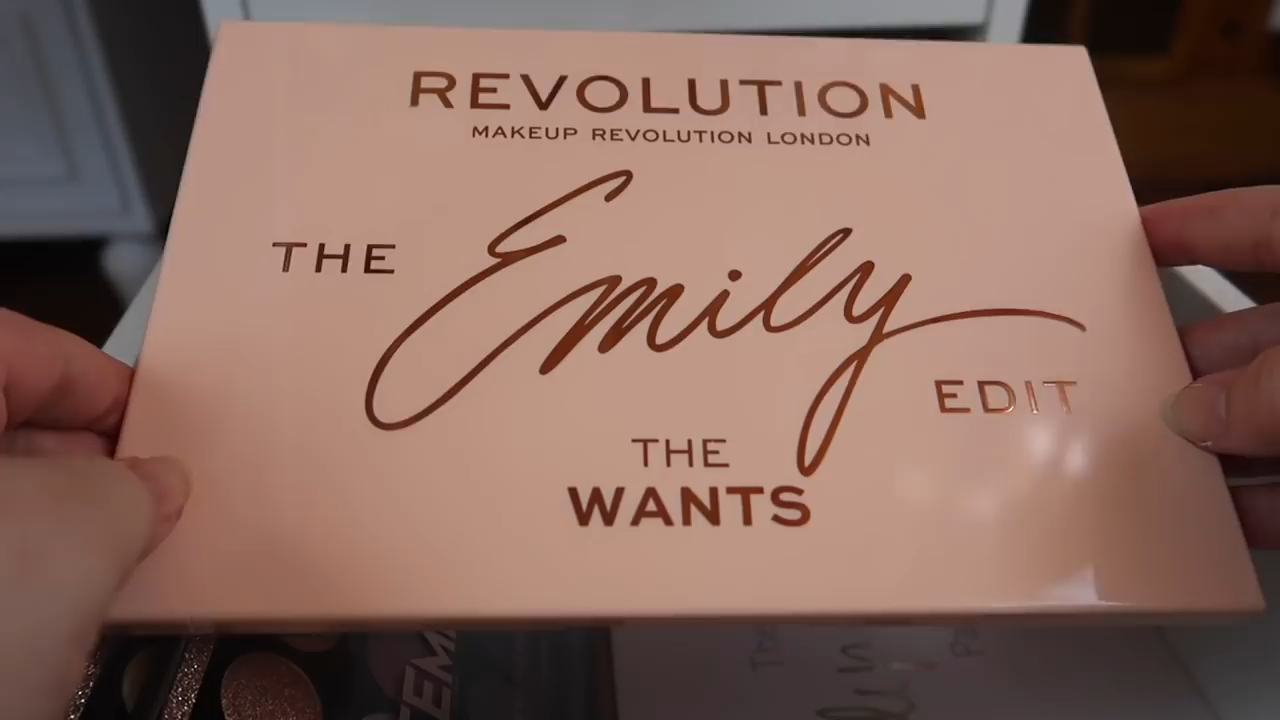 REVOLUTION
MAKEUP REVOLUTION LONDON
THE
Emily
EDIT
THE
WANTS